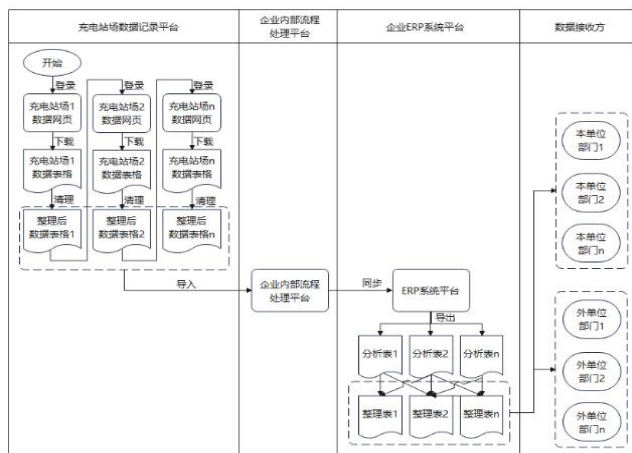 充电站场数据记录平台
企业内部流程
处理平台
企业ERP系统平台
数据接收方
开始
登录
登录
登录
充电站场1
数据网页
充电站场2
数据网页
充电站场n
数据网页
下载
下载
下载
充电站场1
数据表格
充电站场2
数据表格
充电站场n
数据表格
清理
清理
清理
整理后
数据表格1
整理后
数据表格2
整理后
数据表格n
导入
企业内部流程
处理平台
同步
ERP系统平台
导出
分析表1
分析表2
分析表n
整理表1
整理表2
整理表n
本单位
部门1
本单位
部门2
本单位
部门n
外单位
部门1
外单位
部门2
外单位
部门n